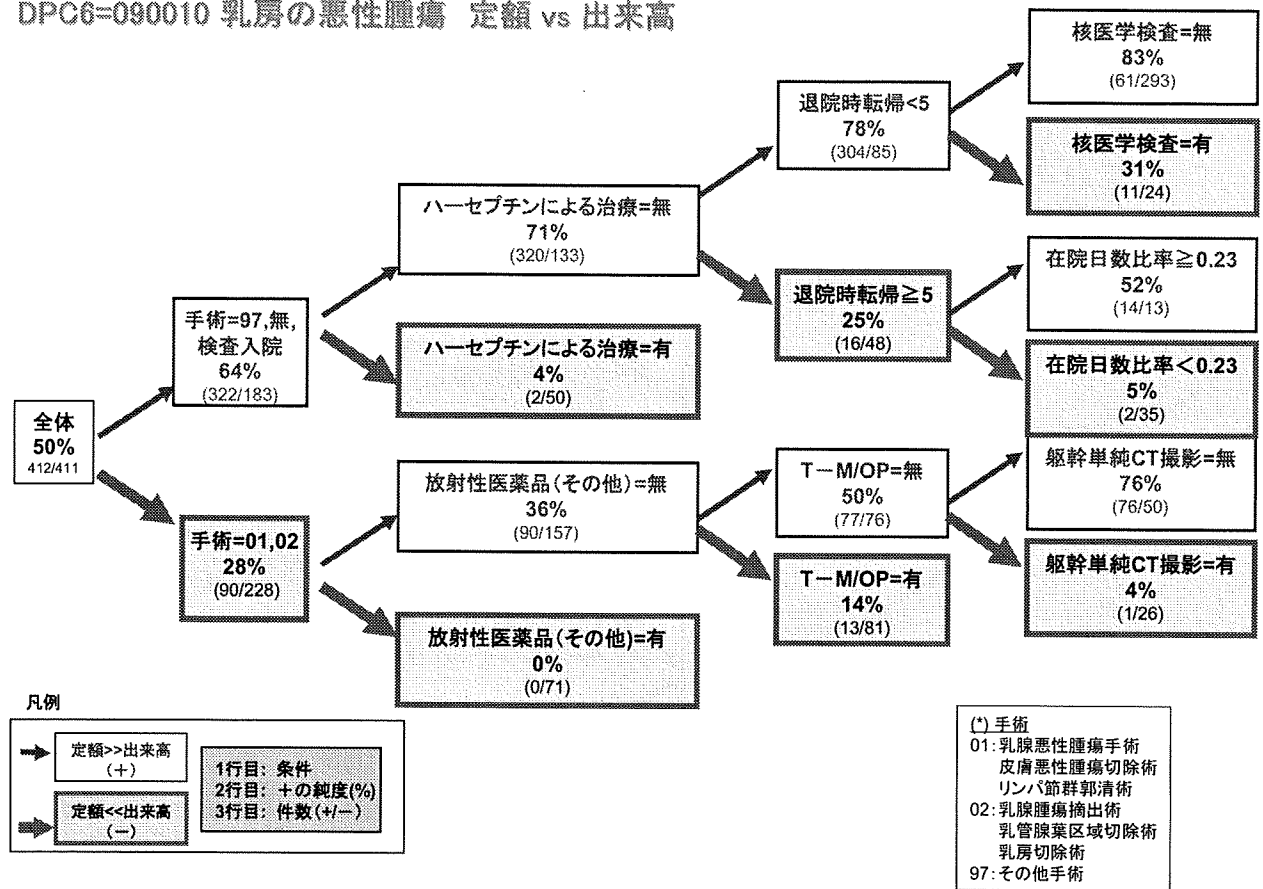 DPC6=090010 乳房の悪性腫瘍 定額 vs 出来高
全体
50%
412/411
手術=97,無,
検査入院
64%
(322/183)
手術=01,02
28%
(90/228)
ハーセプチンによる治療=無
71%
(320/133)
ハーセプチンによる治療=有
4%
(2/50)
放射性医薬品(その他)=無
36%
(90/157)
放射性医薬品(その他)=有
0%
(0/71)
退院時転帰<5
78%
(304/85)
退院時転帰≧5
25%
(16/48)
T-M/OP=無
50%
(77/76)
T-M/OP=有
14%
(13/81)
核医学検査=無
83%
(61/293)
核医学検査=有
31%
(11/24)
在院日数比率≧0.23
52%
(14/13)
在院日数比率<0.23
5%
(2/35)
躯幹単純CT撮影=無
76%
(76/50)
躯幹単純CT撮影=有
4%
(1/26)
凡例
定額>>出来高
(+)
定額<<出来高
(-)
1行目: 条件
2行目: +の純度(%)
3行目: 件数(+/-)
(*) 手術
01:乳腺悪性腫瘍手術
皮膚悪性腫瘍切除術
リンパ節群郭清術
02:乳腺腫瘍摘出術
乳管腺葉区域切除術
乳房切除術
97:その他手術